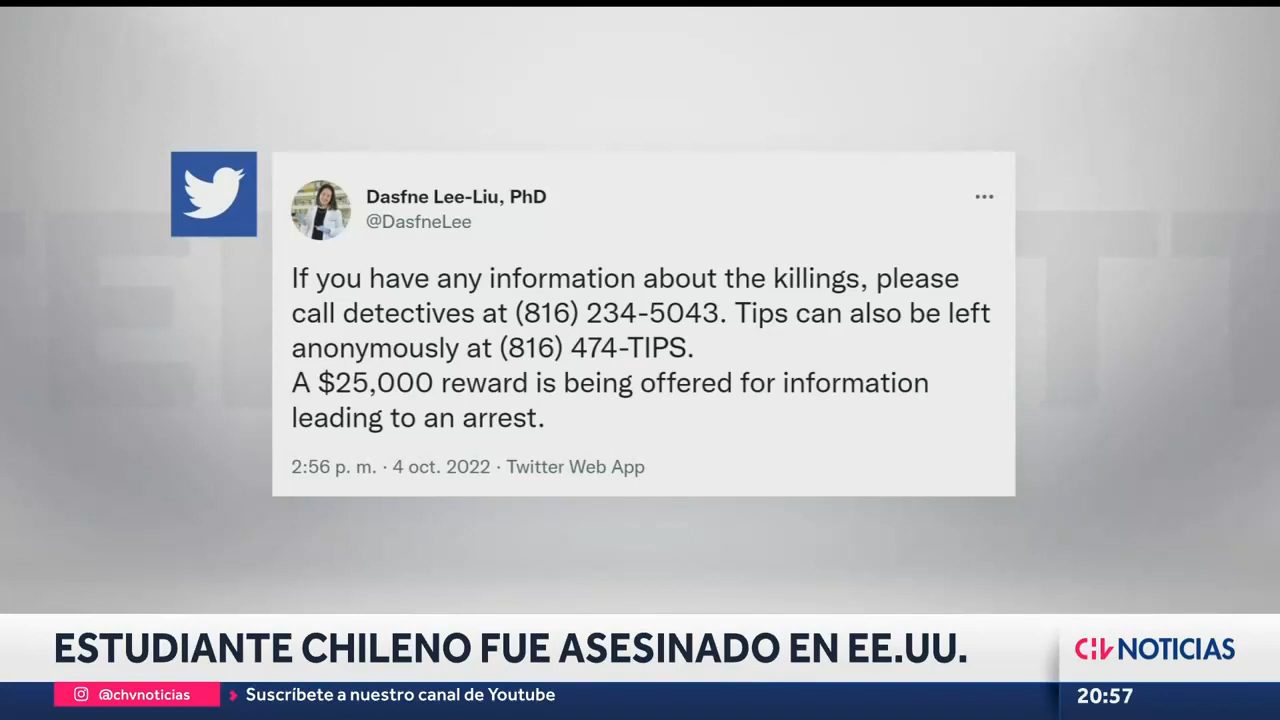 Dasfne Lee-Liu, PhD
@DasfneLee
If you have any information about the killings, please
call detectives at (816) 234-5043. Tips can also be left
anonymously at (816) 474-TIPS.
A $25,000 reward is being offered for information
leading to an arrest.
2:56 p. m. · 4 oct. 2022 · Twitter Web App
ESTUDIANTE CHILENO FUE ASESINADO EN EE.UU.
CHV NOTICIAS
@chvnoticias
Suscríbete a nuestro canal de Youtube
20:57